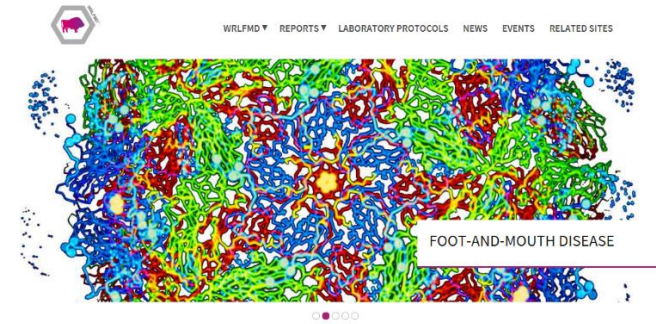 WRLFMD▼ REPORTS▼ LABORATORY PROTOCOLS NEWS EVENTS RELATED SITES
FOOT-AND-MOUTH DISEASE